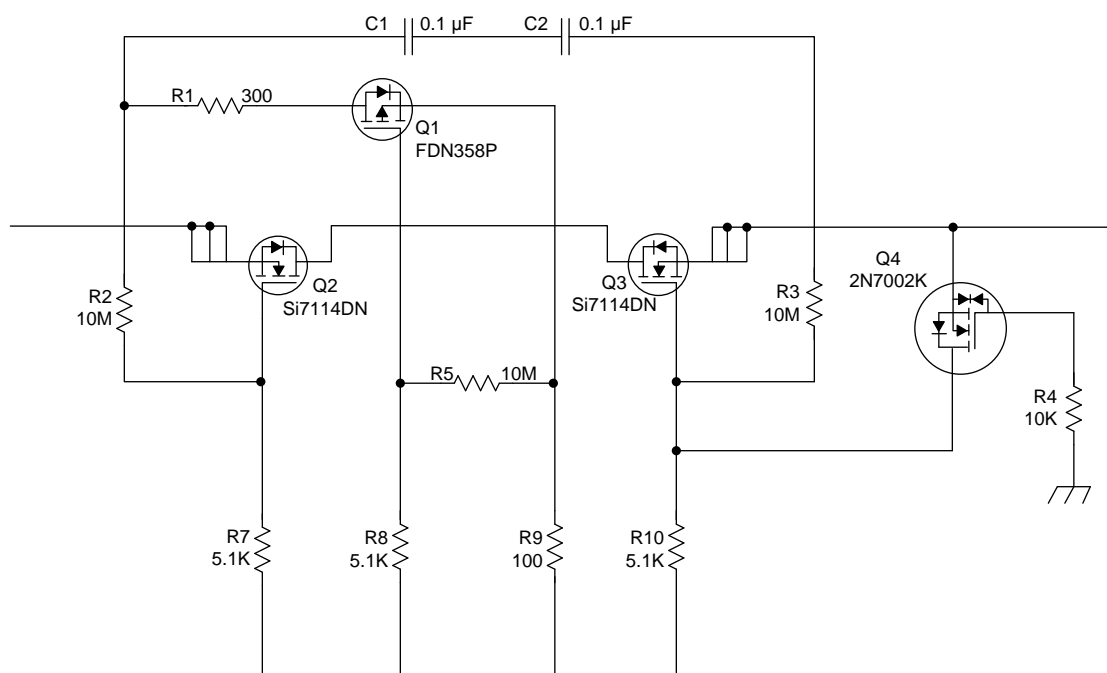 C1 0.1 µF C2 0.1 µF
R1 300
Q1
FDN358P
Q2
Si7114DN
Q3
Si7114DN
Q4
2N7002K
R2
10M
R3
10M
R5 10M
R4
10K
R7
5.1K
R8
5.1K
R9
100
R10
5.1K